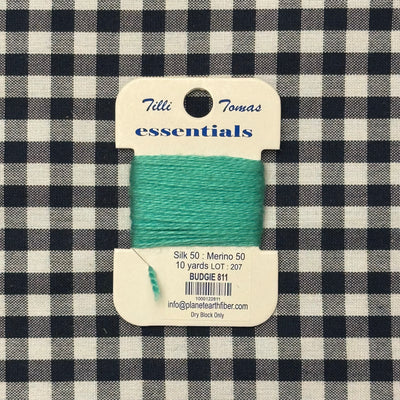 Tilli Tomas
essentials
Silk 50 : Merino 50
10 yards LOT : 207
BUDGIE 811
1000122811
info@planetearthfiber.com
Dry Block Only